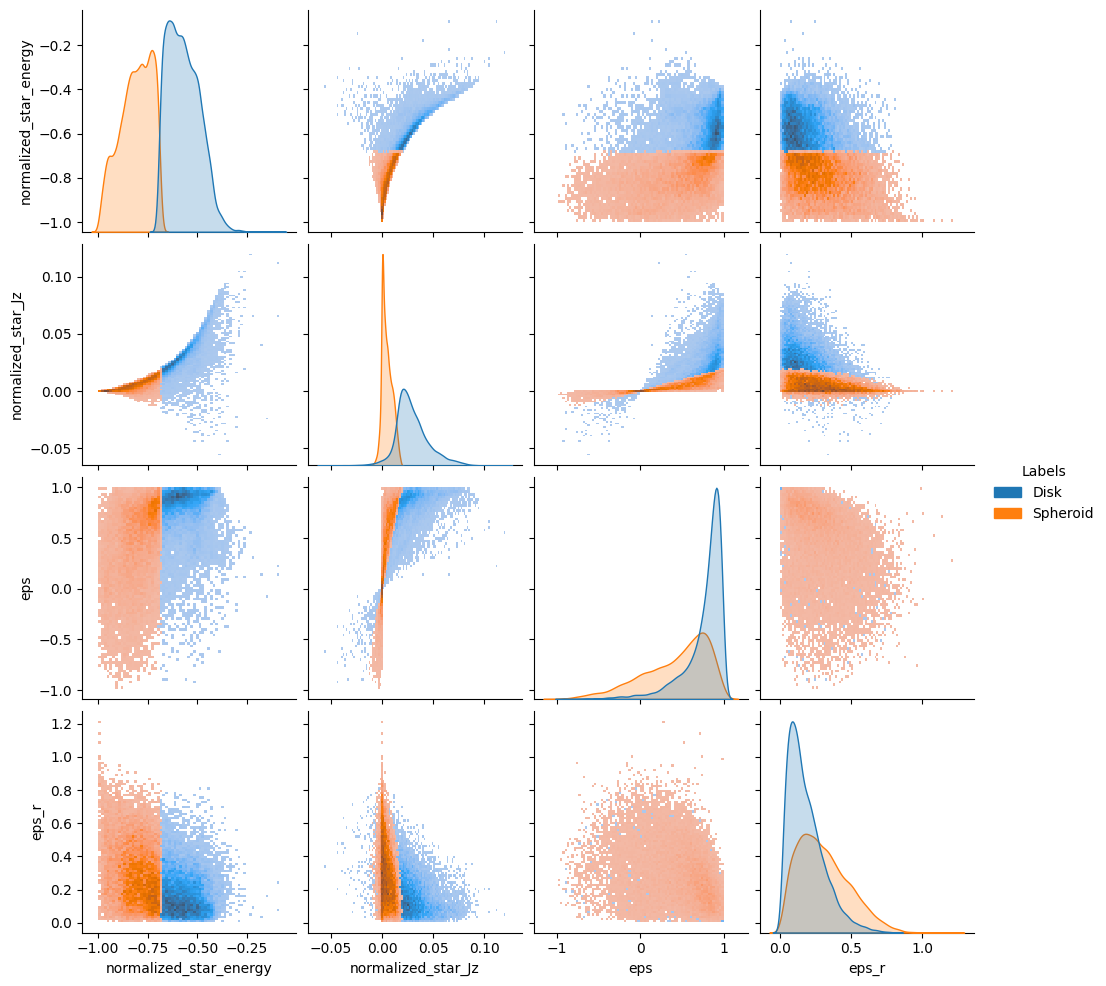 normalized_star_energy
−0.2
−0.4
−0.6
−0.8
−1.0
normalized_star_Jz
0.10
0.05
0.00
−0.05
eps
1.0
0.5
0.0
−0.5
−1.0
Labels
Disk
Spheroid
eps_r
1.2
1.0
0.8
0.6
0.4
0.2
0.0
−1.00 −0.75 −0.50 −0.25
−0.05 0.00 0.05 0.10
−1 0 1
0.0 0.5 1.0
normalized_star_energy
normalized_star_Jz
eps
eps_r